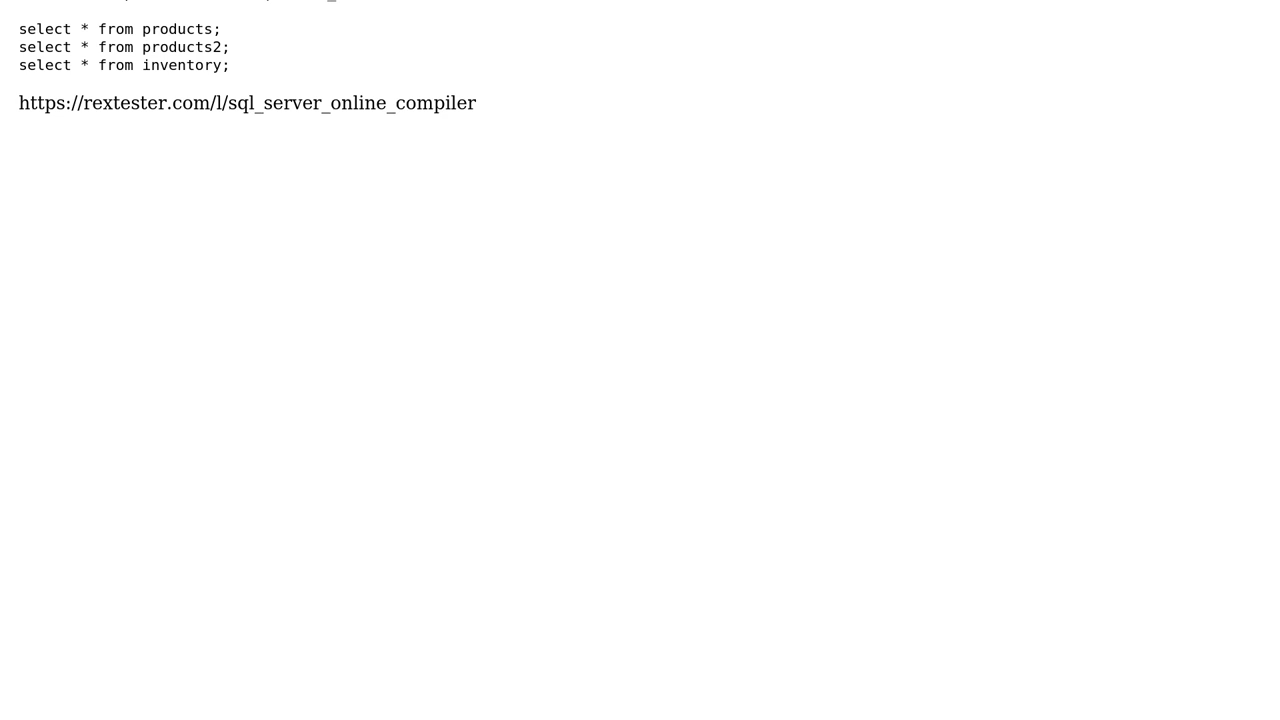 select * from products;
select * from products2;
select * from inventory;
https://rextester.com/l/sql_server_online_compiler